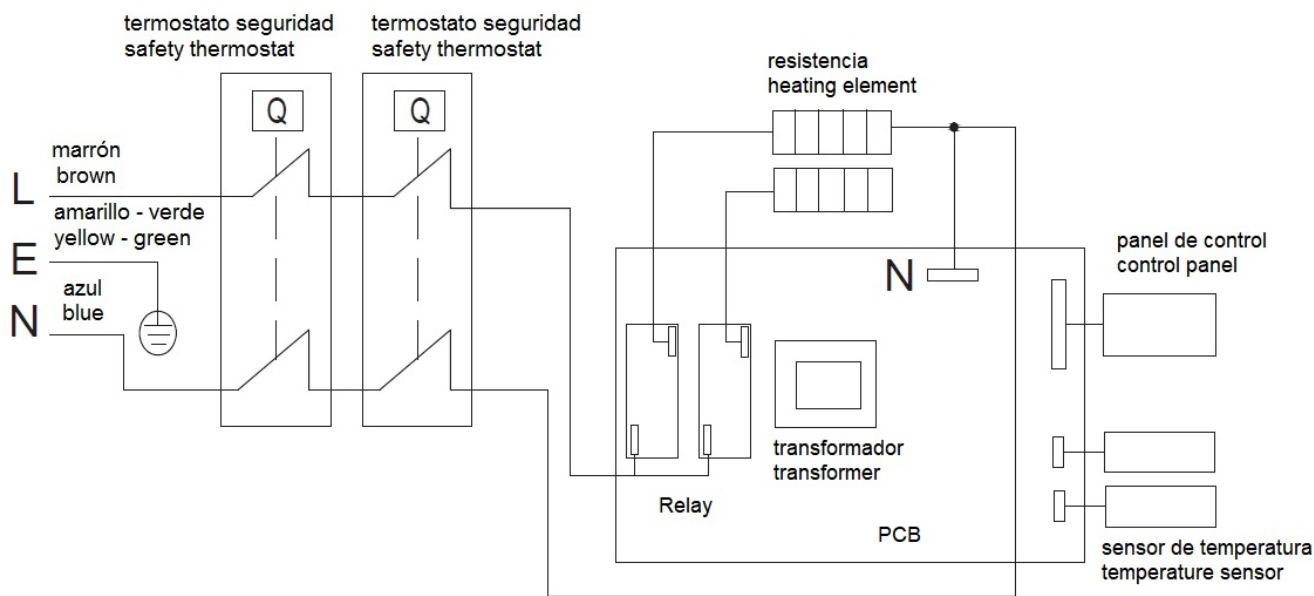 termostato seguridad
safety thermostat
termostato seguridad
safety thermostat
resistencia
heating element
Q
Q
marrón
brown
L
amarillo - verde
yellow - green
E
azul
blue
N
N
panel de control
control panel
transformador
transformer
Relay
PCB
sensor de temperatura
temperature sensor